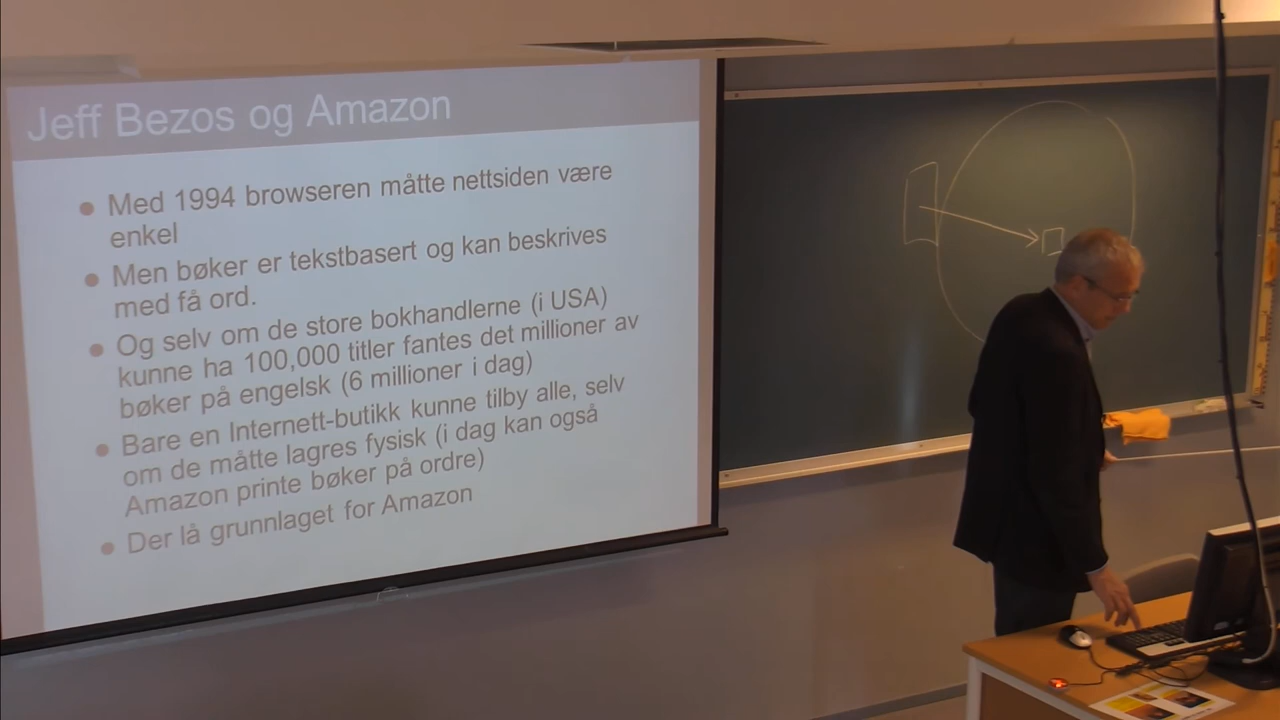 Jeff Bezos og Amazon
Med 1994 browseren måtte nettsiden være
enkel
Men bøker er tekstbasert og kan beskrives
med få ord.
Og selv om de store bokhandlerne (i USA)
kunne ha 100,000 titler fantes det millioner av
bøker på engelsk (6 millioner i dag)
Bare en Internett-butikk kunne tilby alle, selv
om de måtte lagres fysisk (i dag kan også
Amazon printe bøker på ordre)
Der lå grunnlaget for Amazon